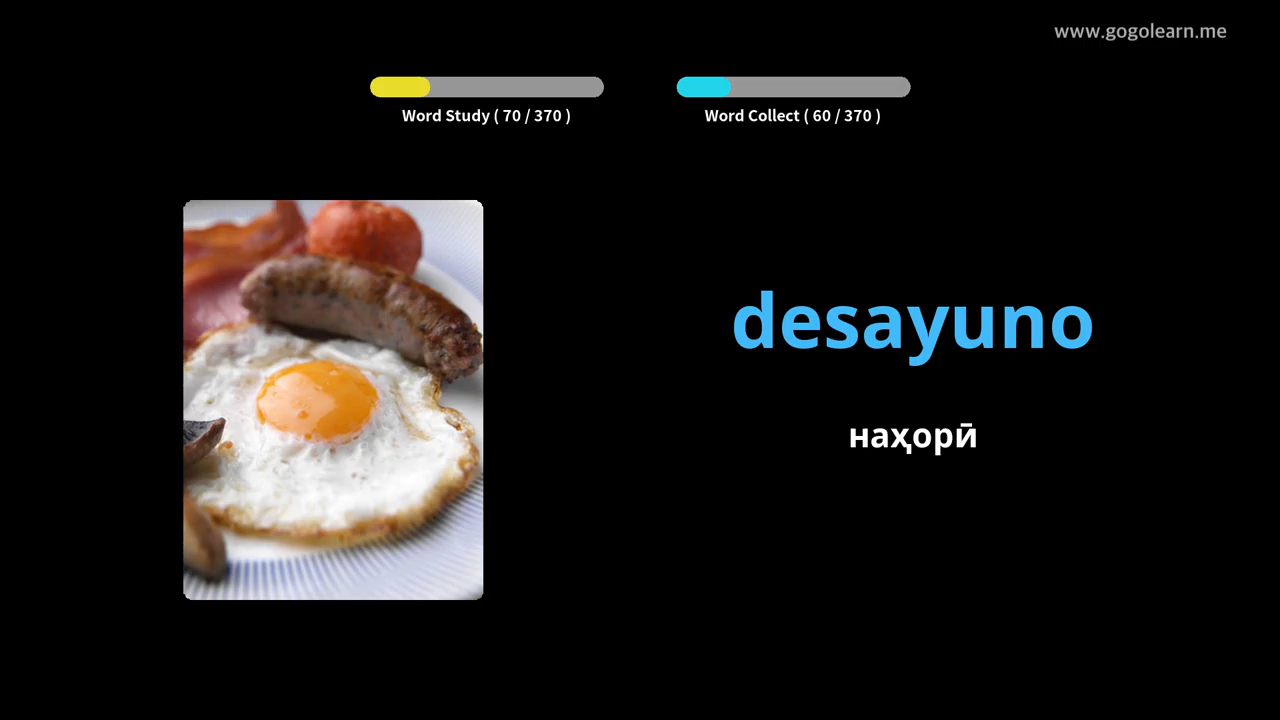 www.gogolearn.me
Word Study ( 70 / 370 )
Word Collect ( 60 / 370 )
desayuno
наҳорӣ